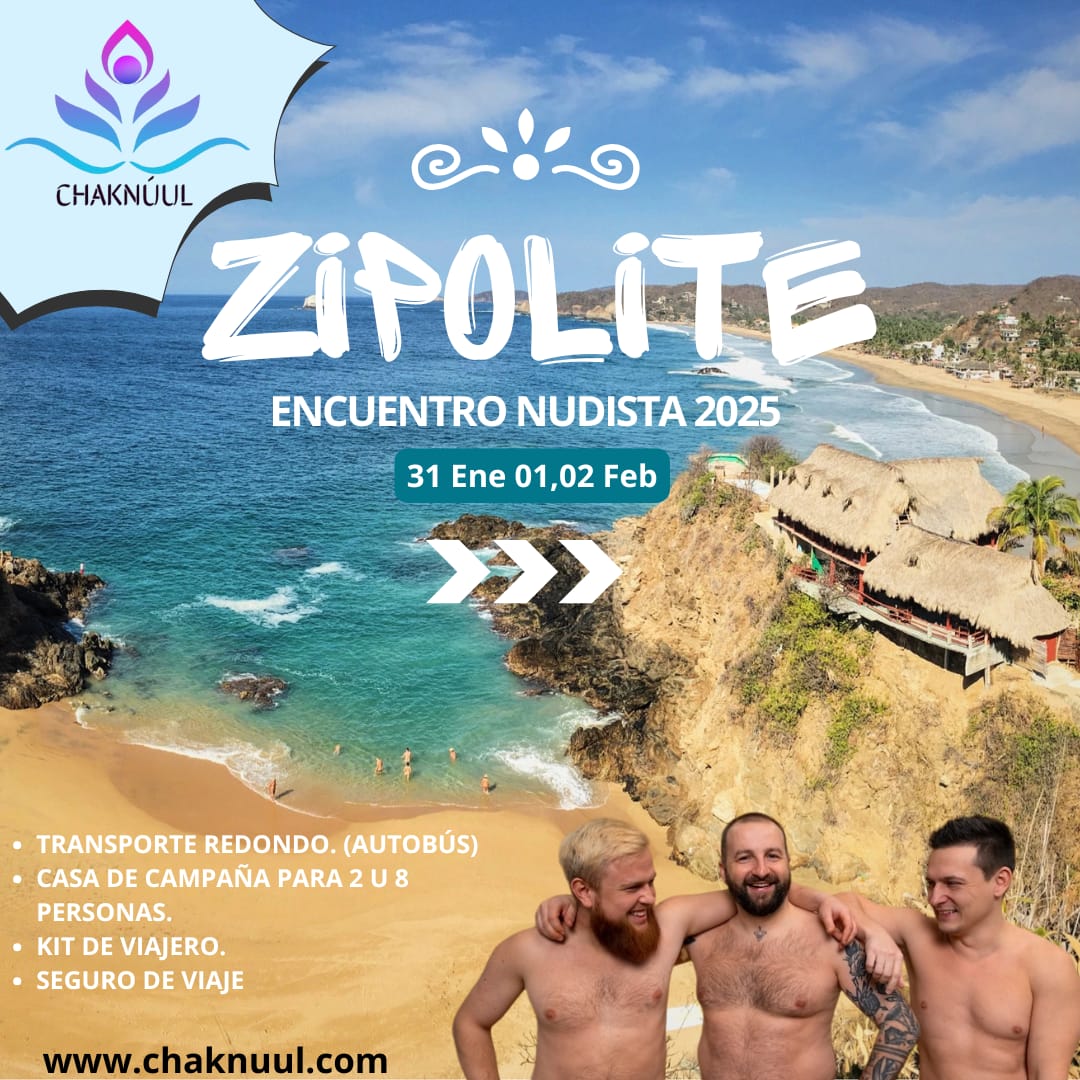 CHAKNÚUL
ZIPOLITE
ENCUENTRO NUDISTA 2025
31 Ene 01,02 Feb
• TRANSPORTE REDONDO. (AUTOBÚS)
• CASA DE CAMPAÑA PARA 2 U 8
PERSONAS.
• KIT DE VIAJERO.
• SEGURO DE VIAJE
www.chaknuul.com